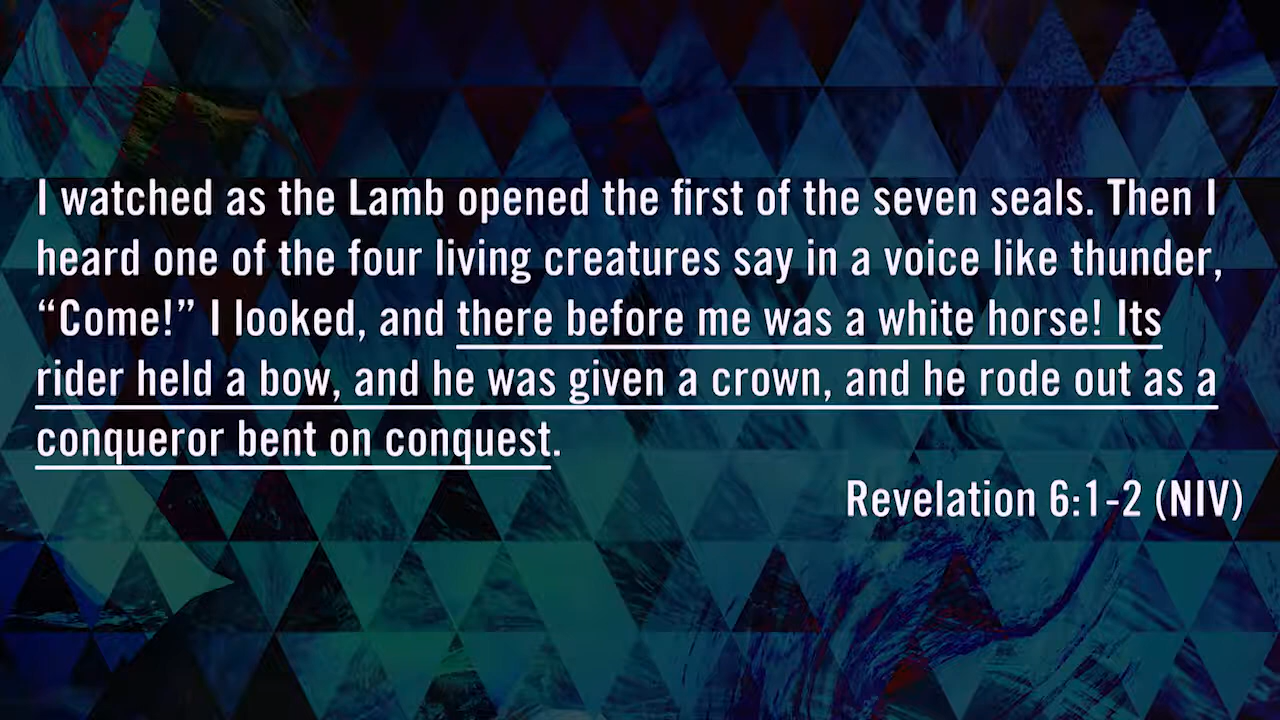 I watched as the Lamb opened the first of the seven seals. Then I
heard one of the four living creatures say in a voice like thunder,
“Come!” I looked, and there before me was a white horse! Its
rider held a bow, and he was given a crown, and he rode out as a
conqueror bent on conquest.
Revelation 6:1-2 (NIV)